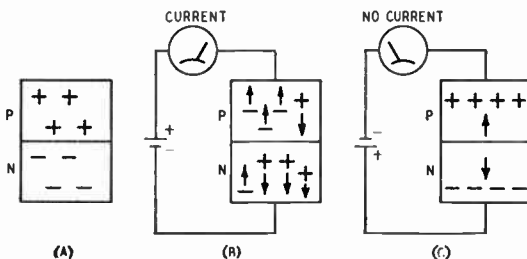 CURRENT
NO CURRENT
P
+ +
+ +
N
− −
− −
+
−
P
− − +
−
N
+ + +
−
−
+
P
+ + + +
N
− − − −
(A)
(B)
(C)